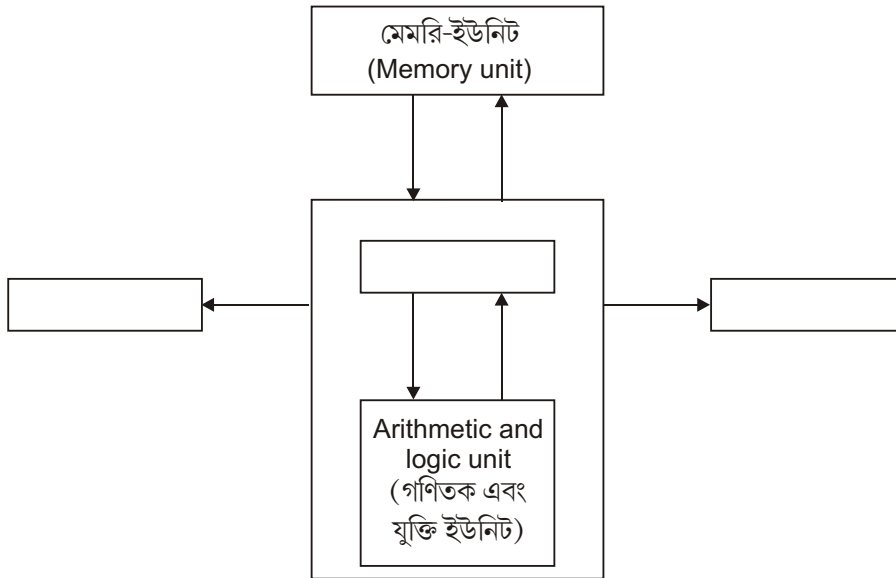 মেমরি-ইউনিট
(Memory unit)
Arithmetic and
logic unit
(গণিতক এবং
যুক্তি ইউনিট)